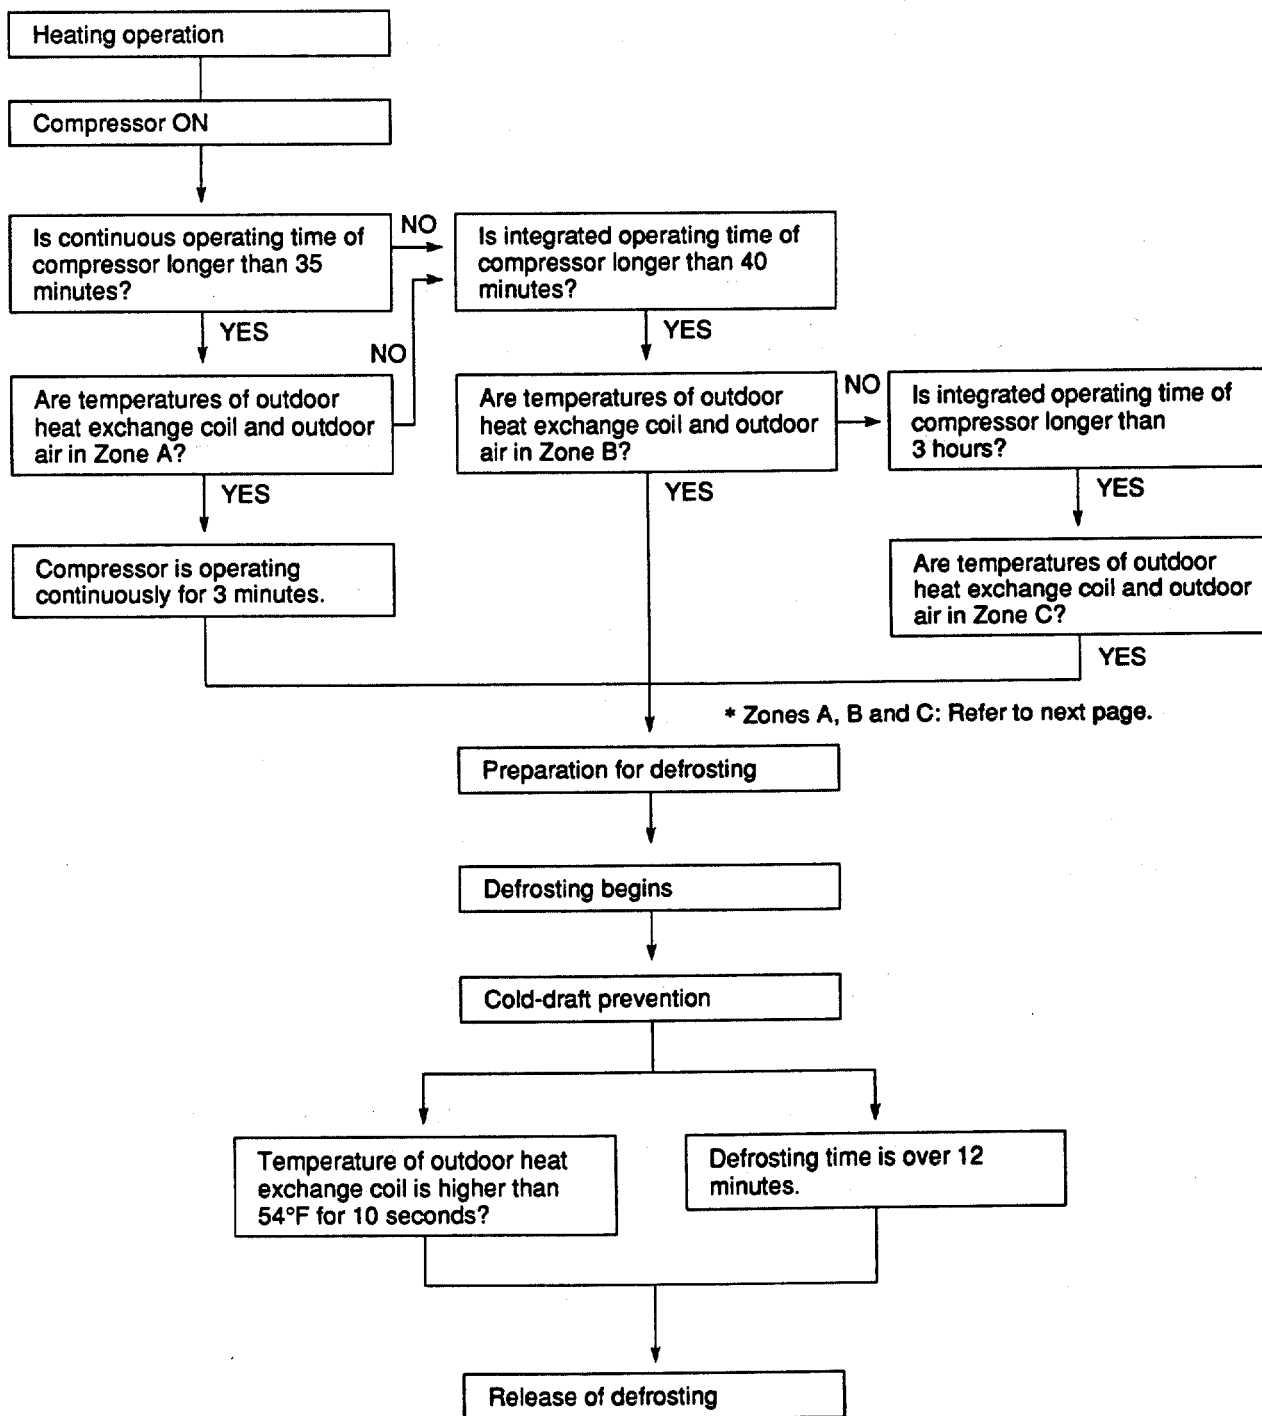 Heating operation
Compressor ON
Is continuous operating time of
compressor longer than 35
minutes?
NO
Is integrated operating time of
compressor longer than 40
minutes?
YES
YES
NO
Are temperatures of outdoor
heat exchange coil and outdoor
air in Zone A?
Are temperatures of outdoor
heat exchange coil and outdoor
air in Zone B?
NO
Is integrated operating time of
compressor longer than
3 hours?
YES
YES
YES
Compressor is operating
continuously for 3 minutes.
Are temperatures of outdoor
heat exchange coil and outdoor
air in Zone C?
YES
* Zones A, B and C: Refer to next page.
Preparation for defrosting
Defrosting begins
Cold-draft prevention
Temperature of outdoor heat
exchange coil is higher than
54°F for 10 seconds?
Defrosting time is over 12
minutes.
Release of defrosting